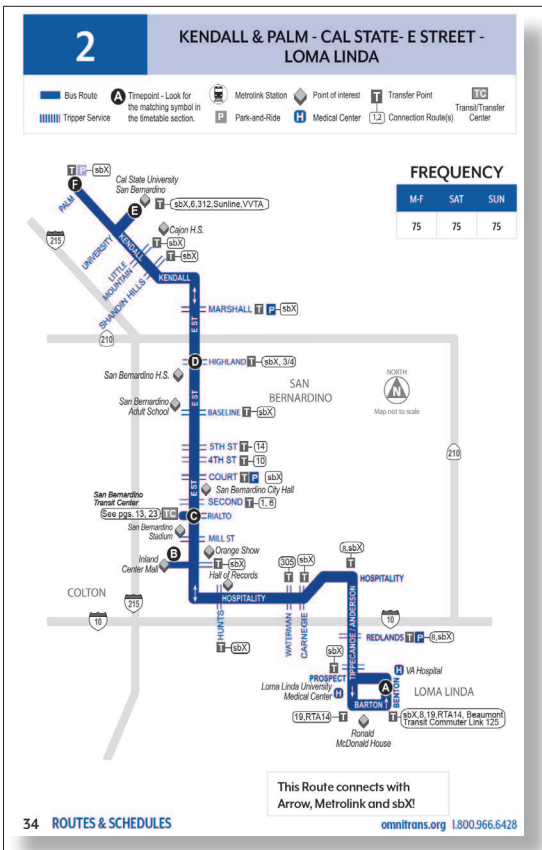 2
KENDALL & PALM - CAL STATE- E STREET -
LOMA LINDA
Bus Route
Tripper Service
A
Timepoint - Look for
the matching symbol in
the timetable section.
Metrolink Station
P
Park-and-Ride
Point of interest
H
Medical Center
T
Transfer Point
1,2
Connection Route(s)
TC
Transit/Transfer
Center
FREQUENCY
M-F SAT SUN
75 75 75
T P sbX
F
PALM
Cal State University
San Bernardino
E
T sbX,6,312,Sunline,VVTA
215
UNIVERSITY
KENDALL
Cajon H.S.
T sbX
LITTLE
MOUNTAIN
T sbX
SHANDIN HILLS
KENDALL
E ST
MARSHALL T P sbX
210
D
HIGHLAND T sbX, 3/4
San Bernardino H.S.
E ST
SAN
BERNARDINO
NORTH
N
Map not to scale
San Bernardino
Adult School
BASELINE T sbX
5TH ST T 14
4TH ST T 10
210
COURT T P sbX
E ST
San Bernardino City Hall
San Bernardino
Transit Center
SECOND T 1, 6
See pgs. 13, 23 TC
C
RIALTO
San Bernardino
Stadium
MILL ST
B
Orange Show
Inland
Center Mall
T sbX
Hall of Records
305
T
sbX
T
8,sbX
T
HOSPITALITY
COLTON
215
HOSPITALITY
10
10
HUNTS
T sbX
WATERMAN
CARNEGIE
TIPPECANOE / ANDERSON
REDLANDS T P 8,sbX
sbX
T
PROSPECT
H VA Hospital
A
BENTON
LOMA LINDA
Loma Linda University
Medical Center
H
BARTON
19,RTA14 T
Ronald
McDonald House
T sbX,8,19,RTA14, Beaumont
Transit Commuter Link 125
This Route connects with
Arrow, Metrolink and sbX!
34 ROUTES & SCHEDULES
omnitrans.org 1.800.966.6428